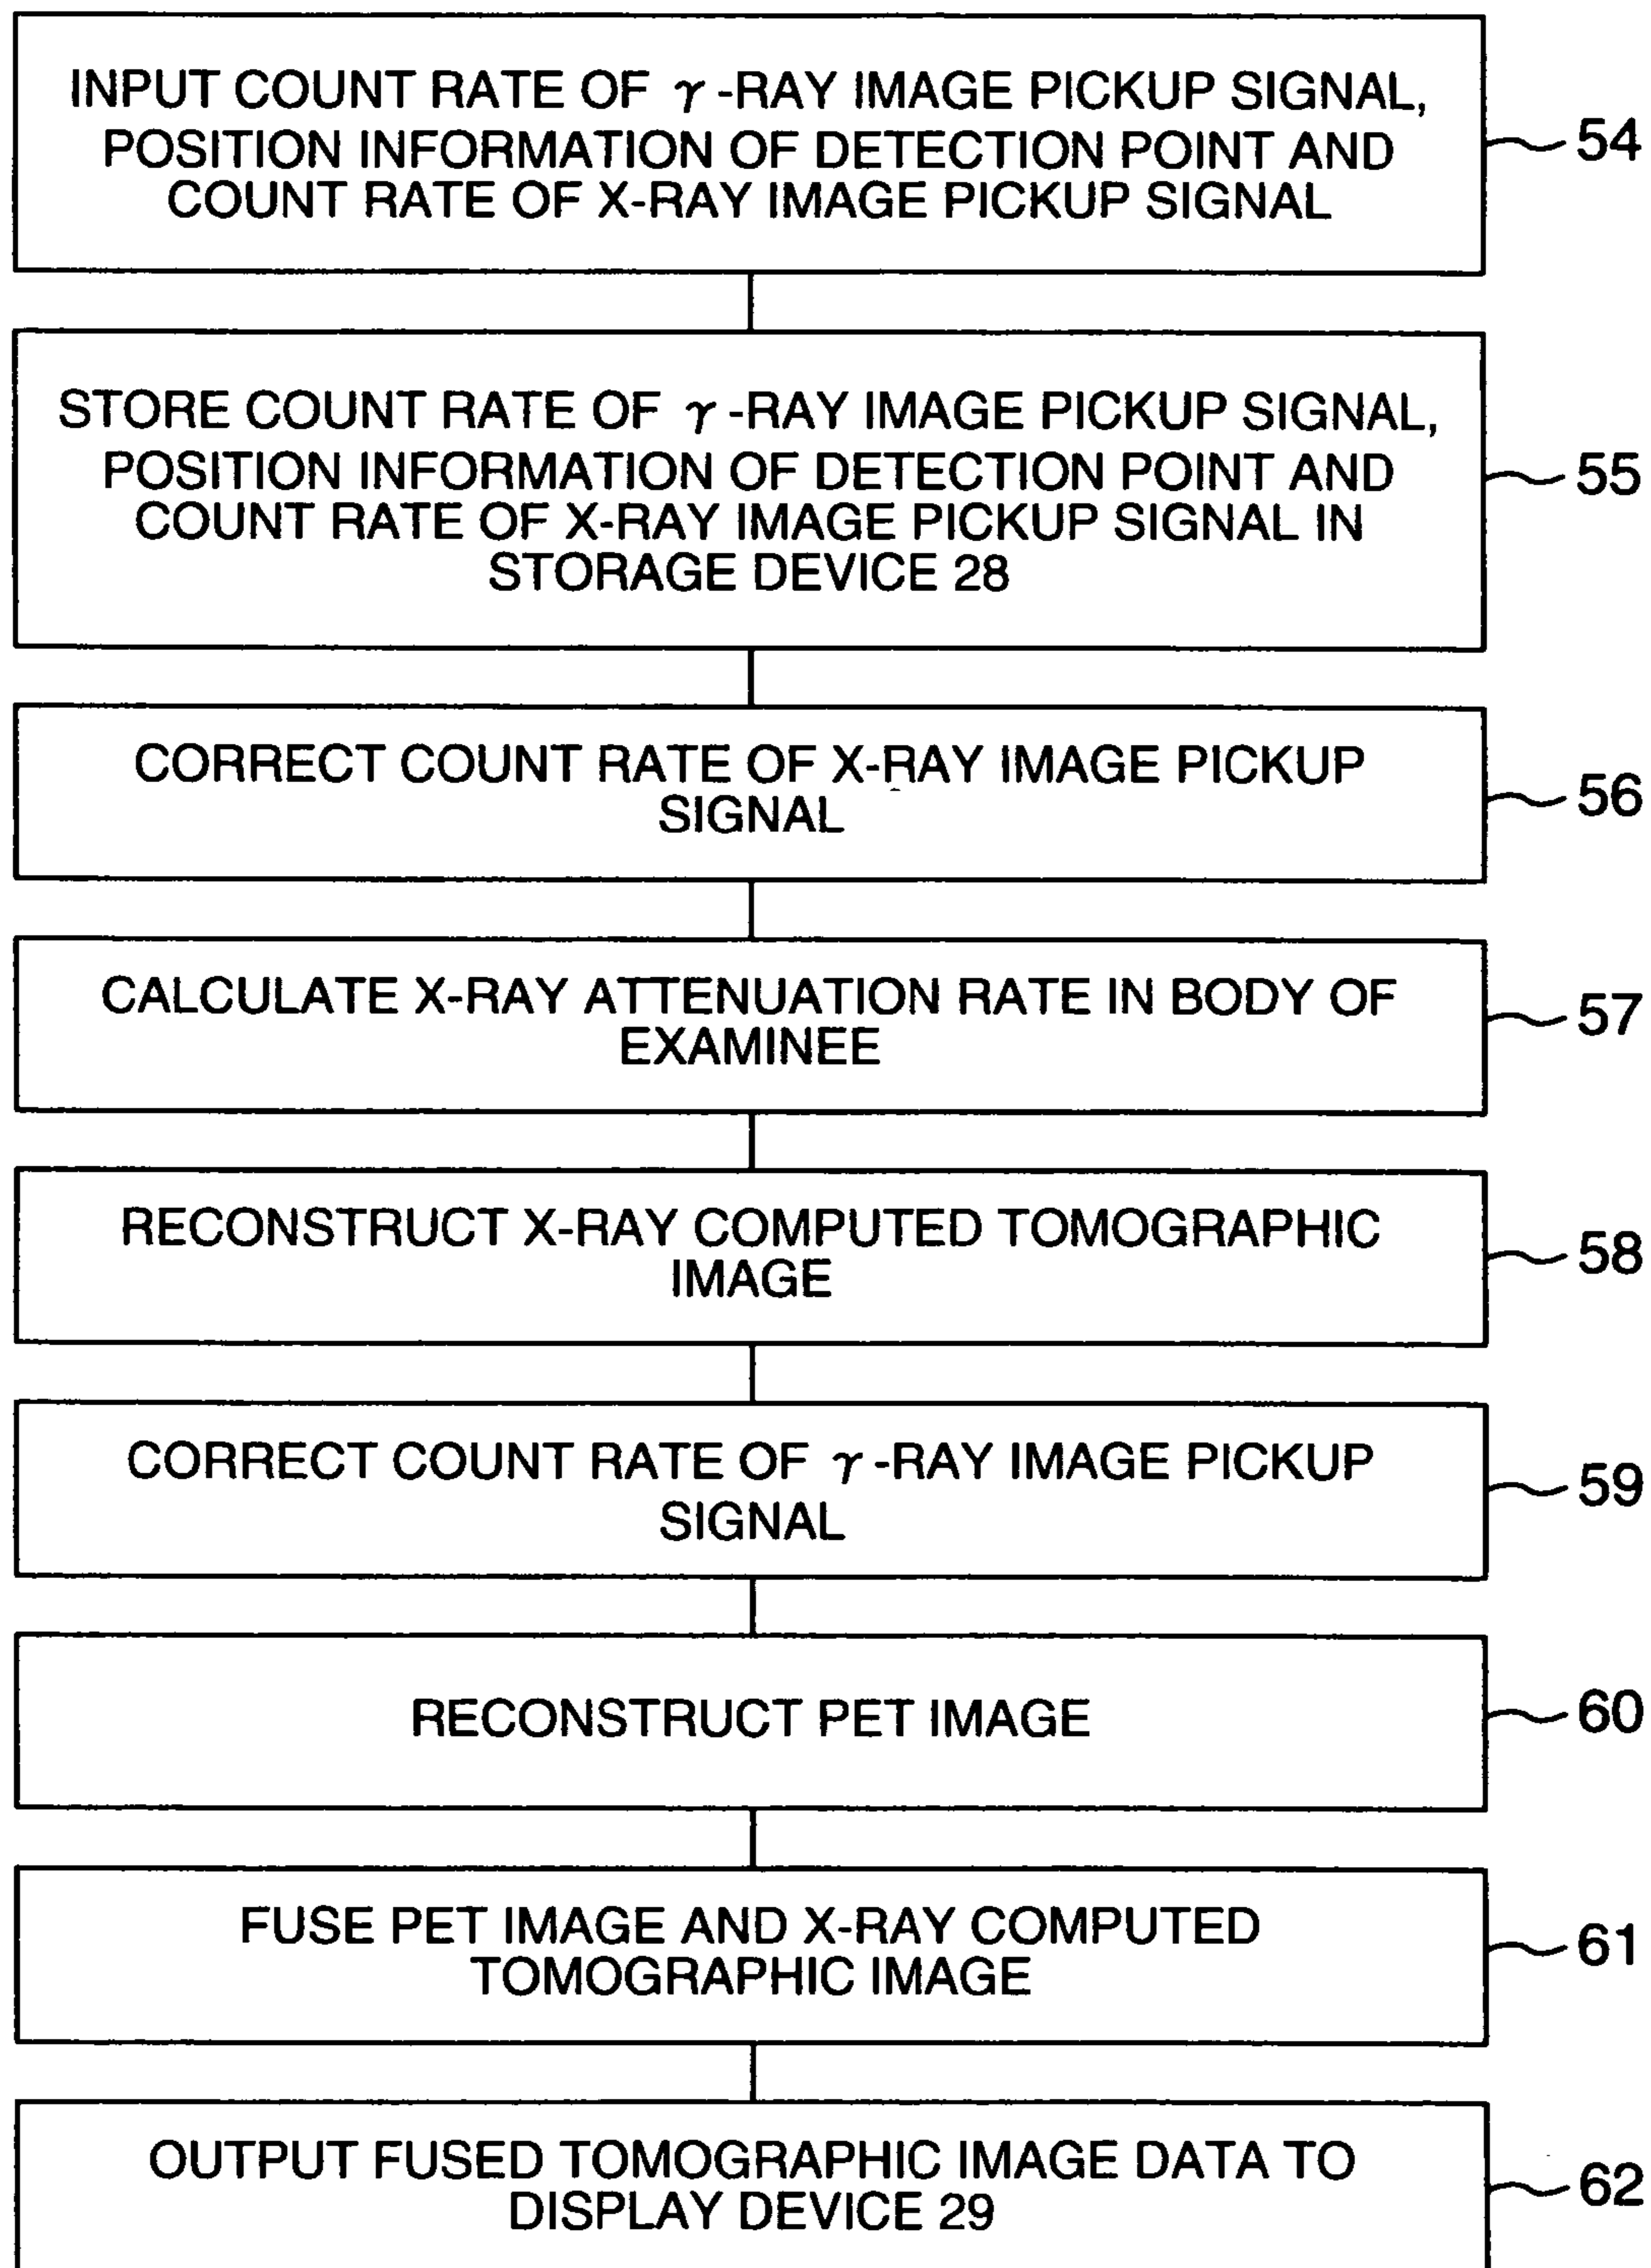 INPUT COUNT RATE OF γ-RAY IMAGE PICKUP SIGNAL,
POSITION INFORMATION OF DETECTION POINT AND
COUNT RATE OF X-RAY IMAGE PICKUP SIGNAL
54
STORE COUNT RATE OF γ-RAY IMAGE PICKUP SIGNAL,
POSITION INFORMATION OF DETECTION POINT AND
COUNT RATE OF X-RAY IMAGE PICKUP SIGNAL IN
STORAGE DEVICE 28
55
CORRECT COUNT RATE OF X-RAY IMAGE PICKUP
SIGNAL
56
CALCULATE X-RAY ATTENUATION RATE IN BODY OF
EXAMINEE
57
RECONSTRUCT X-RAY COMPUTED TOMOGRAPHIC
IMAGE
58
CORRECT COUNT RATE OF γ-RAY IMAGE PICKUP
SIGNAL
59
RECONSTRUCT PET IMAGE
60
FUSE PET IMAGE AND X-RAY COMPUTED
TOMOGRAPHIC IMAGE
61
OUTPUT FUSED TOMOGRAPHIC IMAGE DATA TO
DISPLAY DEVICE 29
62